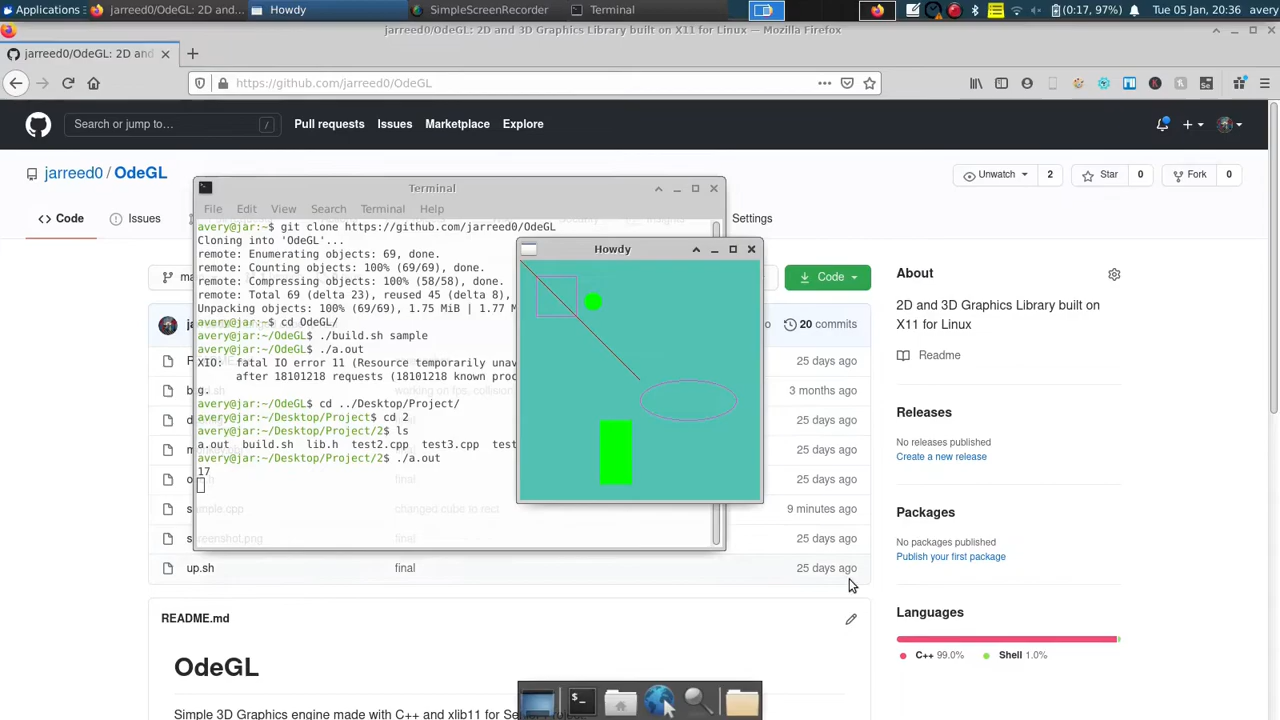 Applications
jarreed0/OdeGL: 2D and...
Howdy
SimpleScreenRecorder
Terminal
(0:17, 97%)
Tue 05 Jan, 20:36
avery
jarreed0/OdeGL: 2D and 3D Graphics Library built on X11 for Linux — Mozilla Firefox
jarreed0/OdeGL: 2D and
https://github.com/jarreed0/OdeGL
Search or jump to…
/
Pull requests
Issues
Marketplace
Explore
jarreed0 / OdeGL
Unwatch
2
Star
0
Fork
0
Code
Issues
Settings
Terminal
File Edit View Search Terminal Help
avery@jar:~$ git clone https://github.com/jarreed0/OdeGL
Cloning into 'OdeGL'...
remote: Enumerating objects: 69, done.
remote: Counting objects: 100% (69/69), done.
remote: Compressing objects: 100% (58/58), done.
remote: Total 69 (delta 23), reused 45 (delta 8),
Unpacking objects: 100% (69/69), 1.75 MiB | 1.77 M
avery@jar:~$ cd OdeGL/
avery@jar:~/OdeGL$ ./build.sh sample
avery@jar:~/OdeGL$ ./a.out
XIO: fatal IO error 11 (Resource temporarily unav
after 18101218 requests (18101218 known proc
g.
avery@jar:~/OdeGL$ cd ../Desktop/Project/
avery@jar:~/Desktop/Project$ cd 2
avery@jar:~/Desktop/Project/2$ ls
a.out build.sh lib.h test2.cpp test3.cpp test
avery@jar:~/Desktop/Project/2$ ./a.out
17
Howdy
Code
20 commits
25 days ago
3 months ago
25 days ago
25 days ago
final
25 days ago
sample.cpp
changed cube to rect
9 minutes ago
screenshot.png
final
25 days ago
up.sh
final
25 days ago
README.md
OdeGL
Simple 3D Graphics engine made with C++ and xlib11 for
About
2D and 3D Graphics Library built on
X11 for Linux
Readme
Releases
No releases published
Create a new release
Packages
No packages published
Publish your first package
Languages
C++ 99.0%
Shell 1.0%